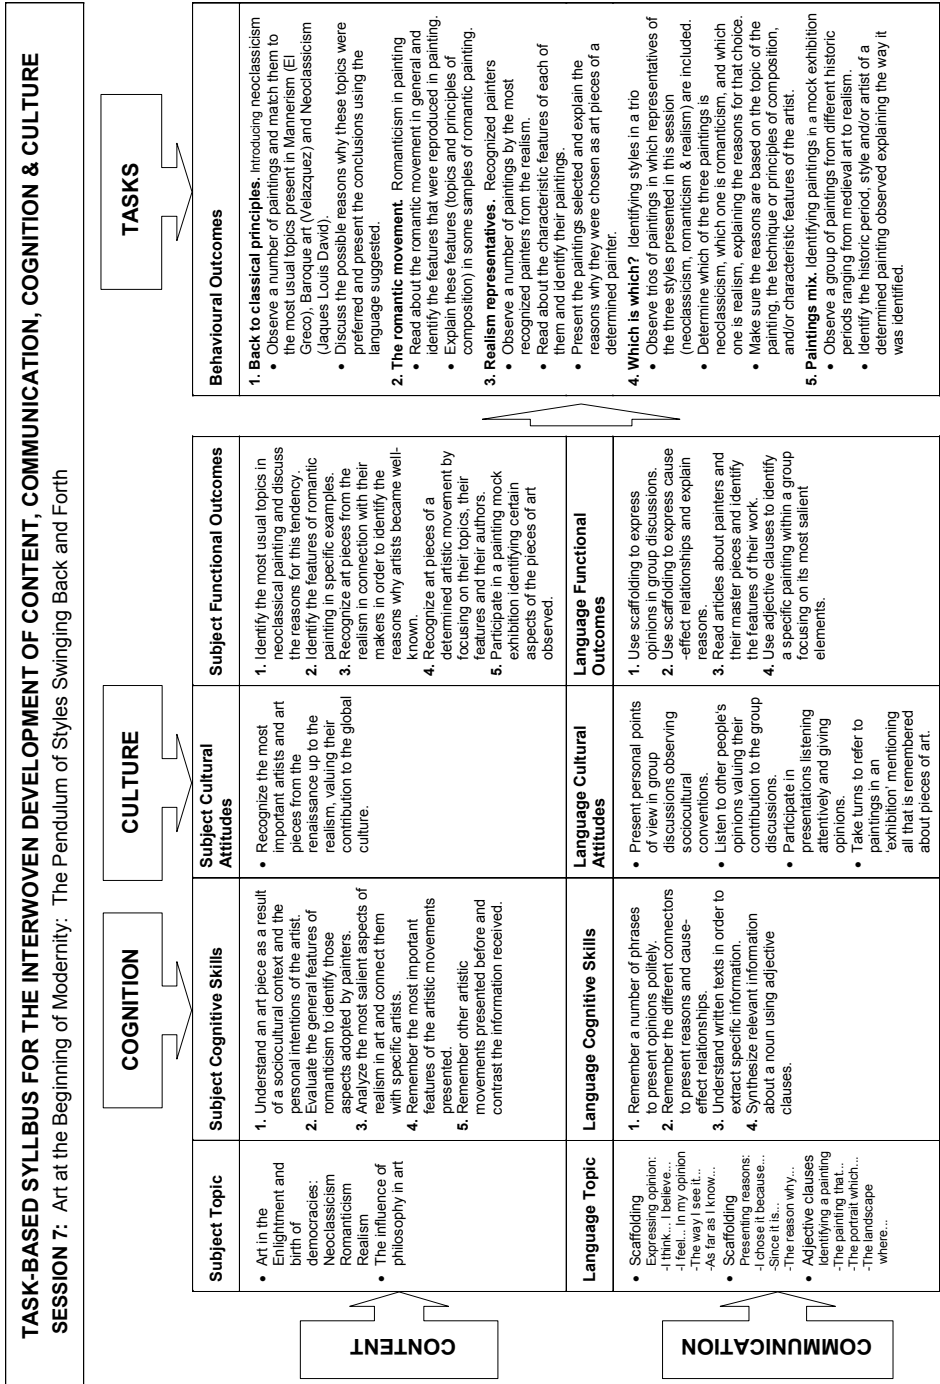 TASK-BASED SYLLBUS FOR THE INTERWOVEN DEVELOPMENT OF CONTENT, COMMUNICATION, COGNITION & CULTURE
SESSION 7: Art at the Beginning of Modernity: The Pendulum of Styles Swinging Back and Forth
COGNITION
CULTURE
TASKS
CONTENT
Subject Topic
• Art in the
Enlightment and
birth of
democracies:
Neoclassicism
Romanticism
Realism
• The influence of
philosophy in art
Subject Cognitive Skills
1. Understand an art piece as a result
of a sociocultural context and the
personal intentions of the artist.
2. Evaluate the general features of
romanticism to identify those
aspects adopted by painters.
3. Analyze the most salient aspects of
realism in art and connect them
with specific artists.
4. Remember the most important
features of the artistic movements
presented.
5. Remember other artistic
movements presented before and
contrast the information received.
Subject Cultural
Attitudes
• Recognize the most
important artists and art
pieces from the
renaissance up to the
realism, valuing their
contribution to the global
culture.
Subject Functional Outcomes
1. Identify the most usual topics in
neoclassical painting and discuss
the reasons for this tendency.
2. Identify the features of romantic
painting in specific examples.
3. Recognize art pieces from the
realism in connection with their
makers in order to identify the
reasons why artists became well-
known.
4. Recognize art pieces of a
determined artistic movement by
focusing on their topics, their
features and their authors.
5. Participate in a painting mock
exhibition identifying certain
aspects of the pieces of art
observed.
COMMUNICATION
Language Topic
• Scaffolding
Expressing opinion:
-I think... I believe...
-I feel... In my opinion
-The way I see it...
-As far as I know...
• Scaffolding
Presenting reasons:
-I chose it because...
-Since it is...
-The reason why...
• Adjective clauses
Identifying a painting
-The painting that...
-The portrait which...
-The landscape
where...
Language Cognitive Skills
1. Remember a number of phrases
to present opinions politely.
2. Remember the different connectors
to present reasons and cause-
effect relationships.
3. Understand written texts in order to
extract specific information.
4. Synthesize relevant information
about a noun using adjective
clauses.
Language Cultural
Attitudes
• Present personal points
of view in group
discussions observing
sociocultural
conventions.
• Listen to other people's
opinions valuing their
contribution to the group
discussions.
• Participate in
presentations listening
attentively and giving
opinions.
• Take turns to refer to
paintings in an
'exhibition' mentioning
all that is remembered
about pieces of art.
Language Functional
Outcomes
1. Use scaffolding to express
opinions in group discussions.
2. Use scaffolding to express cause
-effect relationships and explain
reasons.
3. Read articles about painters and
their master pieces and identify
the features of their work.
4. Use adjective clauses to identify
a specific painting within a group
focusing on its most salient
elements.
Behavioural Outcomes
1. Back to classical principles. Introducing neoclassicism
• Observe a number of paintings and match them to
the most usual topics present in Mannerism (El
Greco), Baroque art (Velazquez) and Neoclassicism
(Jaques Louis David).
• Discuss the possible reasons why these topics were
preferred and present the conclusions using the
language suggested.
2. The romantic movement. Romanticism in painting
• Read about the romantic movement in general and
identify the features that were reproduced in painting.
• Explain these features (topics and principles of
composition) in some samples of romantic painting.
3. Realism representatives. Recognized painters
• Observe a number of paintings by the most
recognized painters from the realism.
• Read about the characteristic features of each of
them and identify their paintings.
• Present the paintings selected and explain the
reasons why they were chosen as art pieces of a
determined painter.
4. Which is which? Identifying styles in a trio
• Observe trios of paintings in which representatives of
the three styles presented in this session
(neoclassicism, romanticism & realism) are included.
• Determine which of the three paintings is
neoclassicism, which one is romanticism, and which
one is realism, explaining the reasons for that choice.
• Make sure the reasons are based on the topic of the
painting, the technique or principles of composition,
and/or characteristic features of the artist.
5. Paintings mix. Identifying paintings in a mock exhibition
• Observe a group of paintings from different historic
periods ranging from medieval art to realism.
• Identify the historic period, style and/or artist of a
determined painting observed explaining the way it
was identified.